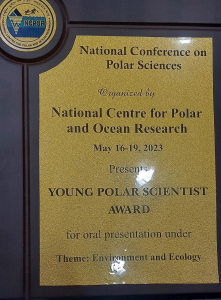 NCPOR
National Conference on
Polar Sciences
Organized by
National Centre for Polar
and Ocean Research
May 16-19, 2023
Presents
YOUNG POLAR SCIENTIST
AWARD
for oral presentation under
Theme: Environment and Ecology